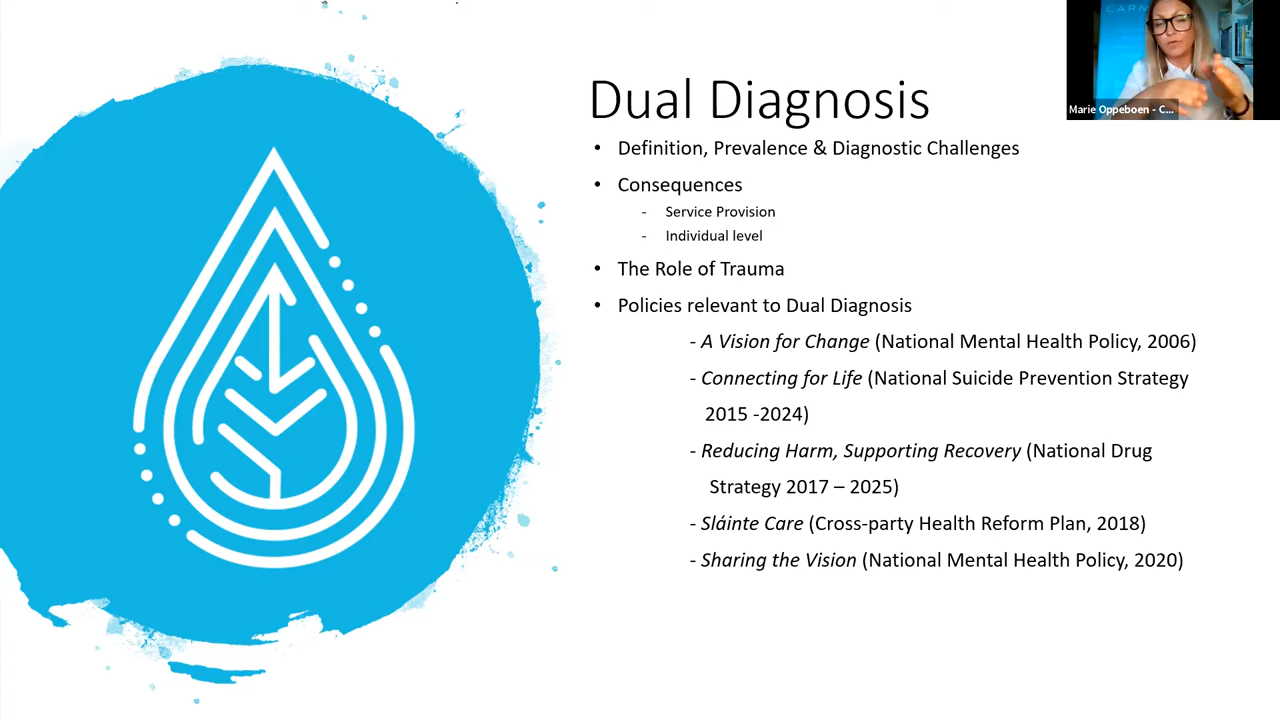 Dual Diagnosis
• Definition, Prevalence & Diagnostic Challenges
• Consequences
- Service Provision
- Individual level
• The Role of Trauma
• Policies relevant to Dual Diagnosis
- A Vision for Change (National Mental Health Policy, 2006)
- Connecting for Life (National Suicide Prevention Strategy
2015 -2024)
- Reducing Harm, Supporting Recovery (National Drug
Strategy 2017 – 2025)
- Sláinte Care (Cross-party Health Reform Plan, 2018)
- Sharing the Vision (National Mental Health Policy, 2020)
CARM
Marie Oppeboen - C...